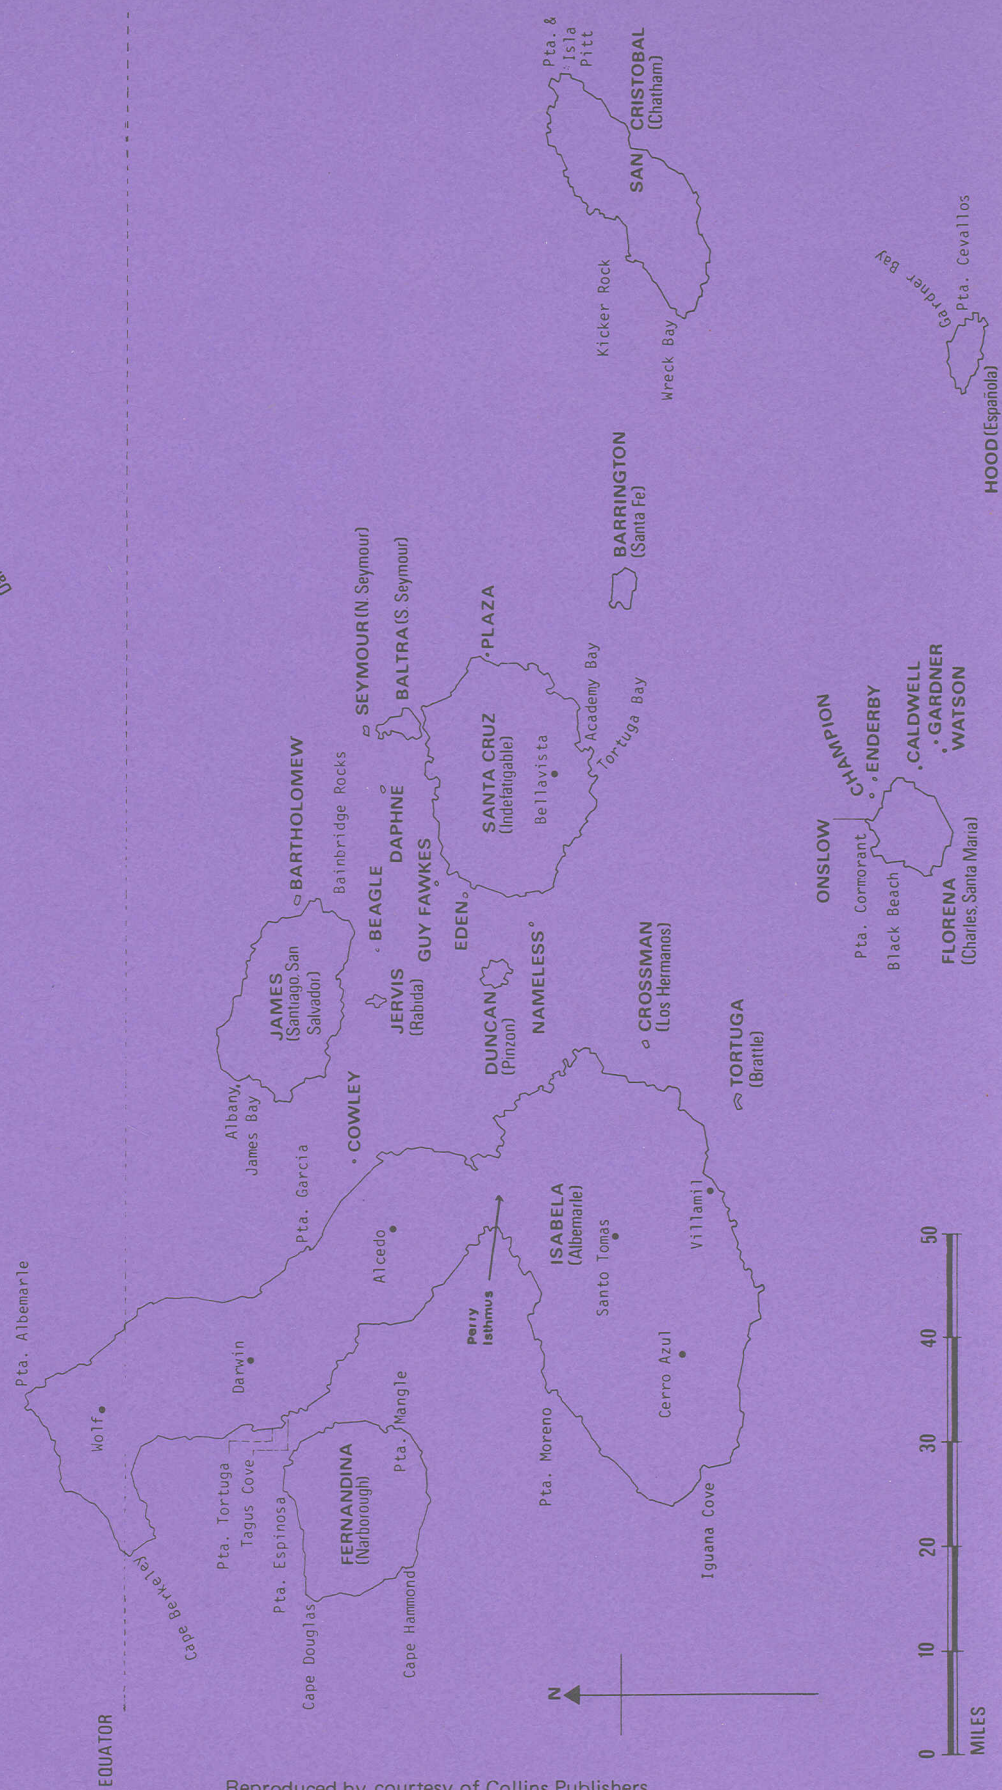 Pta. &
Isla
Pitt
SAN CRISTOBAL
(Chatham)
Kicker Rock
Wreck Bay
Gardner Bay
Pta. Cevallos
HOOD (Española)
BARRINGTON
(Santa Fe)
SEYMOUR (N. Seymour)
BALTRA (S. Seymour)
PLAZA
SANTA CRUZ
(Indefatigable)
Bellavista
Academy Bay
Tortuga Bay
BARTHOLOMEW
Bainbridge Rocks
BEAGLE
DAPHNE
GUY FAWKES
EDEN
JAMES
(Santiago, San
Salvador)
JERVIS
(Rabida)
DUNCAN
(Pinzon)
NAMELESS
CROSSMAN
(Los Hermanos)
TORTUGA
(Brattle)
CHAMPION
ENDERBY
CALDWELL
GARDNER
WATSON
ONSLOW
Pta. Cormorant
Black Beach
FLORENA
(Charles, Santa Maria)
Albany
James Bay
COWLEY
Pta. Garcia
Alcedo
Pta. Albemarle
Wolf
Darwin
Perry
Isthmus
ISABELA
(Albemarle)
Santo Tomas
Villamil
Cerro Azul
Pta. Moreno
Iguana Cove
Pta. Tortuga
Tagus Cove
Pta. Espinosa
Pta. Mangle
FERNANDINA
(Narborough)
Cape Berkeley
Cape Douglas
Cape Hammond
EQUATOR
N
0 10 20 30 40 50
MILES
Reproduced by courtesy of Collins Publishers